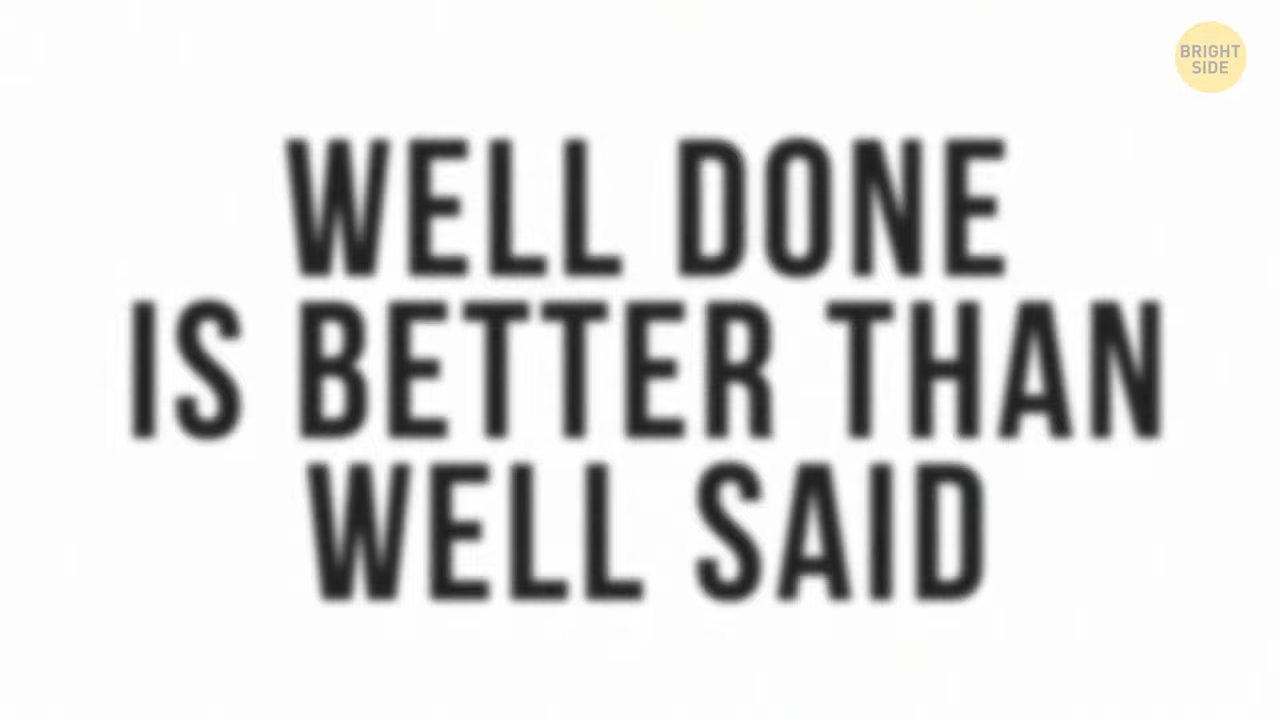 BRIGHT
SIDE
WELL DONE
IS BETTER THAN
WELL SAID